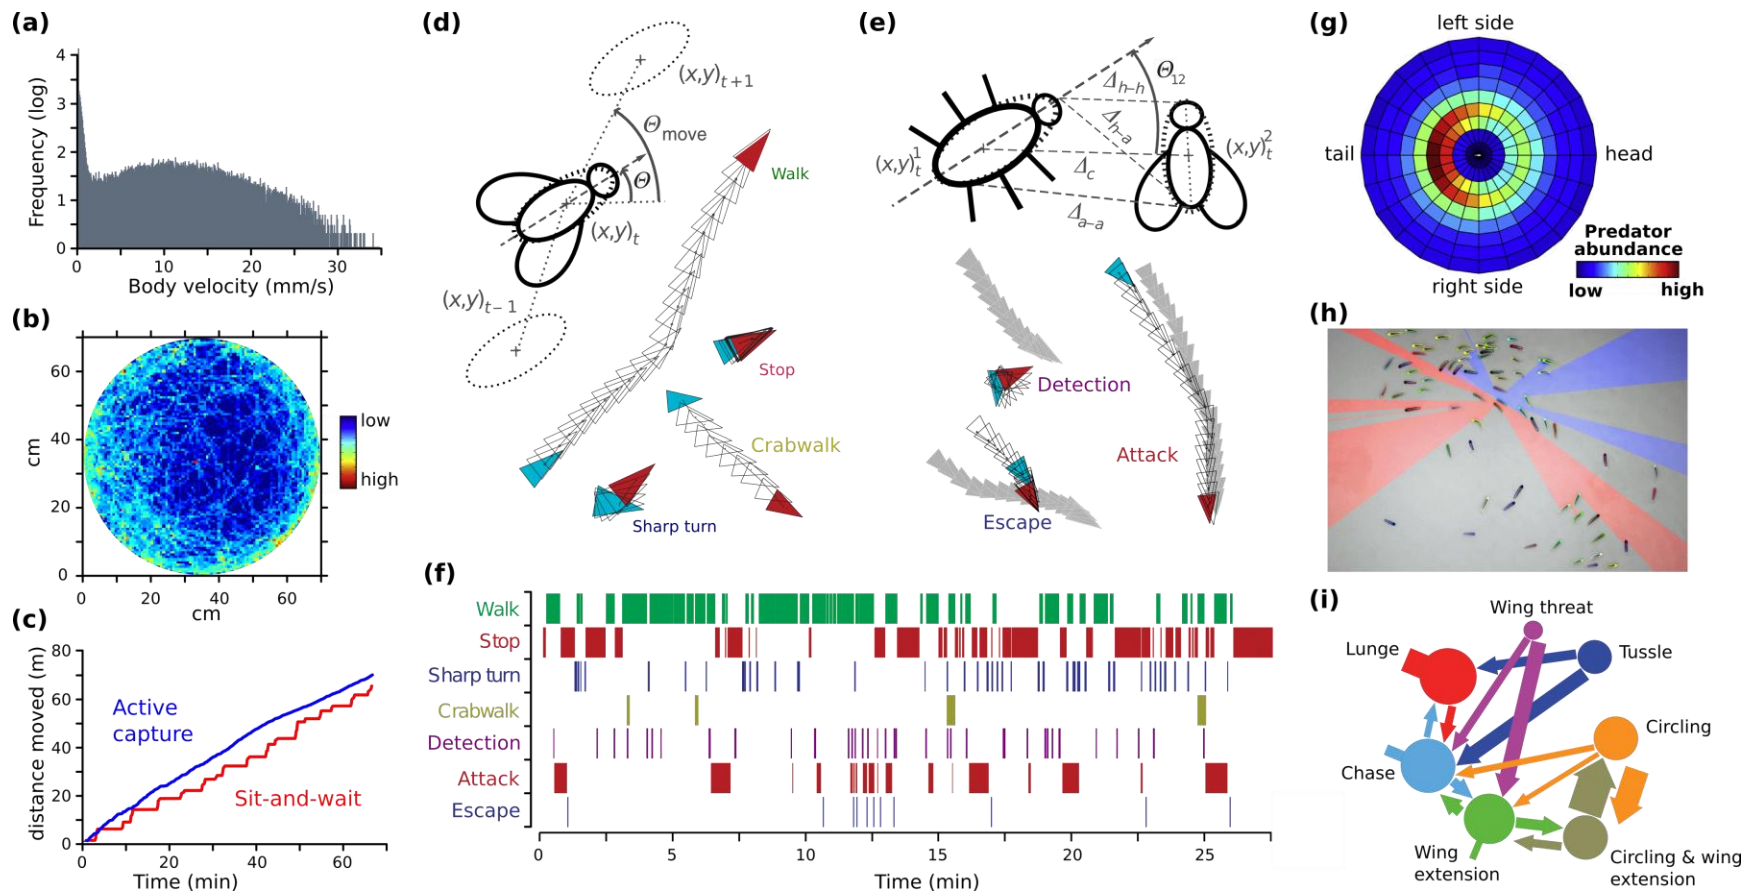 (a)
4
3
2
1
0
Frequency (log)
0 10 20 30
Body velocity (mm/s)
(b)
60
40
20
0
cm
0 20 40 60
cm
low
high
(c)
80
60
40
20
0
distance moved (m)
Active
capture
Sit-and-wait
0 20 40 60
Time (min)
(d)
(x,y)t+1
Θmove
Θ
(x,y)t
(x,y)t−1
Walk
Stop
Crabwalk
Sharp turn
(e)
Θ12
Δh–h
Δh–a
(x,y)t1
(x,y)t2
Δc
Δa–a
Detection
Attack
Escape
(f)
Walk
Stop
Sharp turn
Crabwalk
Detection
Attack
Escape
0 5 10 15 20 25
Time (min)
(g)
left side
tail
head
right side
Predator
abundance
low high
(h)
(i)
Wing threat
Lunge
Tussle
Circling
Chase
Wing
extension
Circling & wing
extension